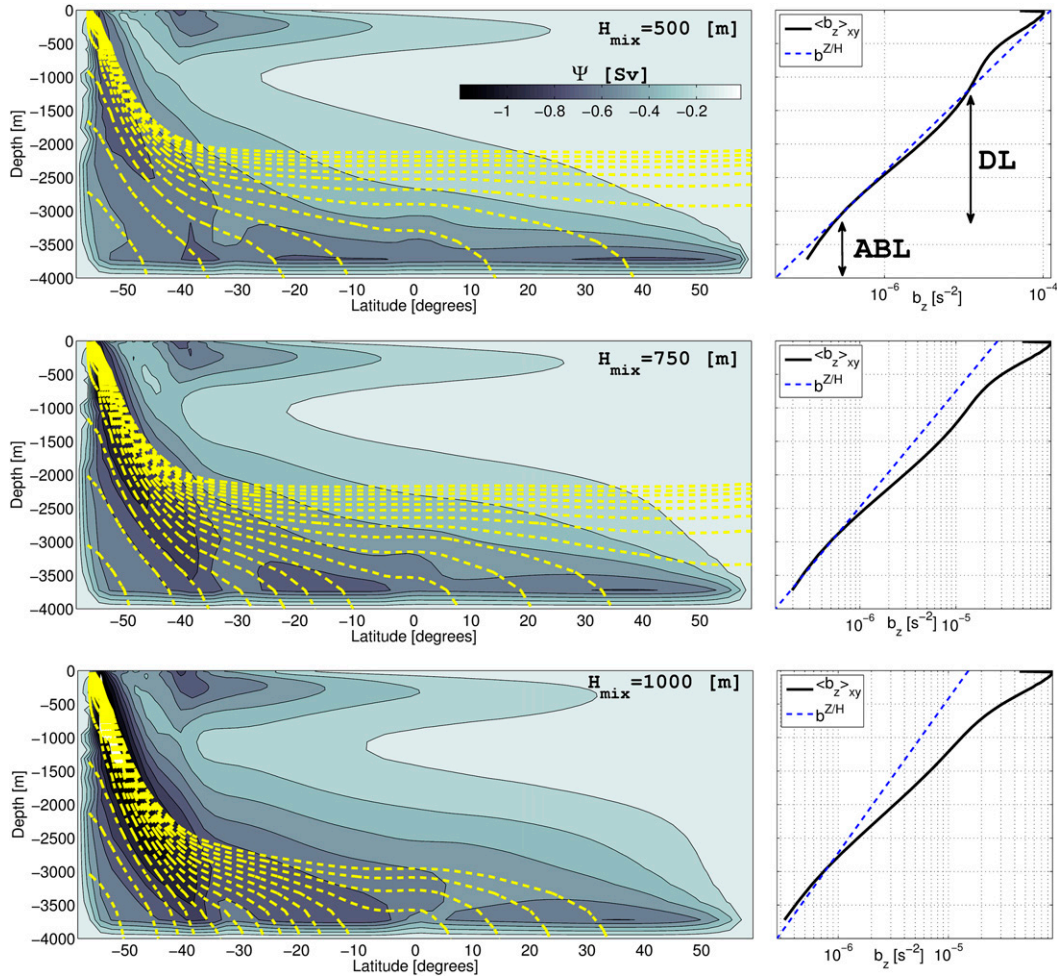 H_mix=500 [m]
Ψ [Sv]
−1 −0.8 −0.6 −0.4 −0.2
0
−500
−1000
−1500
−2000
−2500
−3000
−3500
−4000
Depth [m]
−50 −40 −30 −20 −10 0 10 20 30 40 50
Latitude [degrees]
<b_z>_xy
b^Z/H
DL
ABL
10^−6 10^−4
b_z [s^−2]
H_mix=750 [m]
0
−500
−1000
−1500
−2000
−2500
−3000
−3500
−4000
Depth [m]
−50 −40 −30 −20 −10 0 10 20 30 40 50
Latitude [degrees]
<b_z>_xy
b^Z/H
10^−6 b_z [s^−2] 10^−5
H_mix=1000 [m]
0
−500
−1000
−1500
−2000
−2500
−3000
−3500
−4000
Depth [m]
−50 −40 −30 −20 −10 0 10 20 30 40 50
Latitude [degrees]
<b_z>_xy
b^Z/H
10^−6 b_z [s^−2] 10^−5